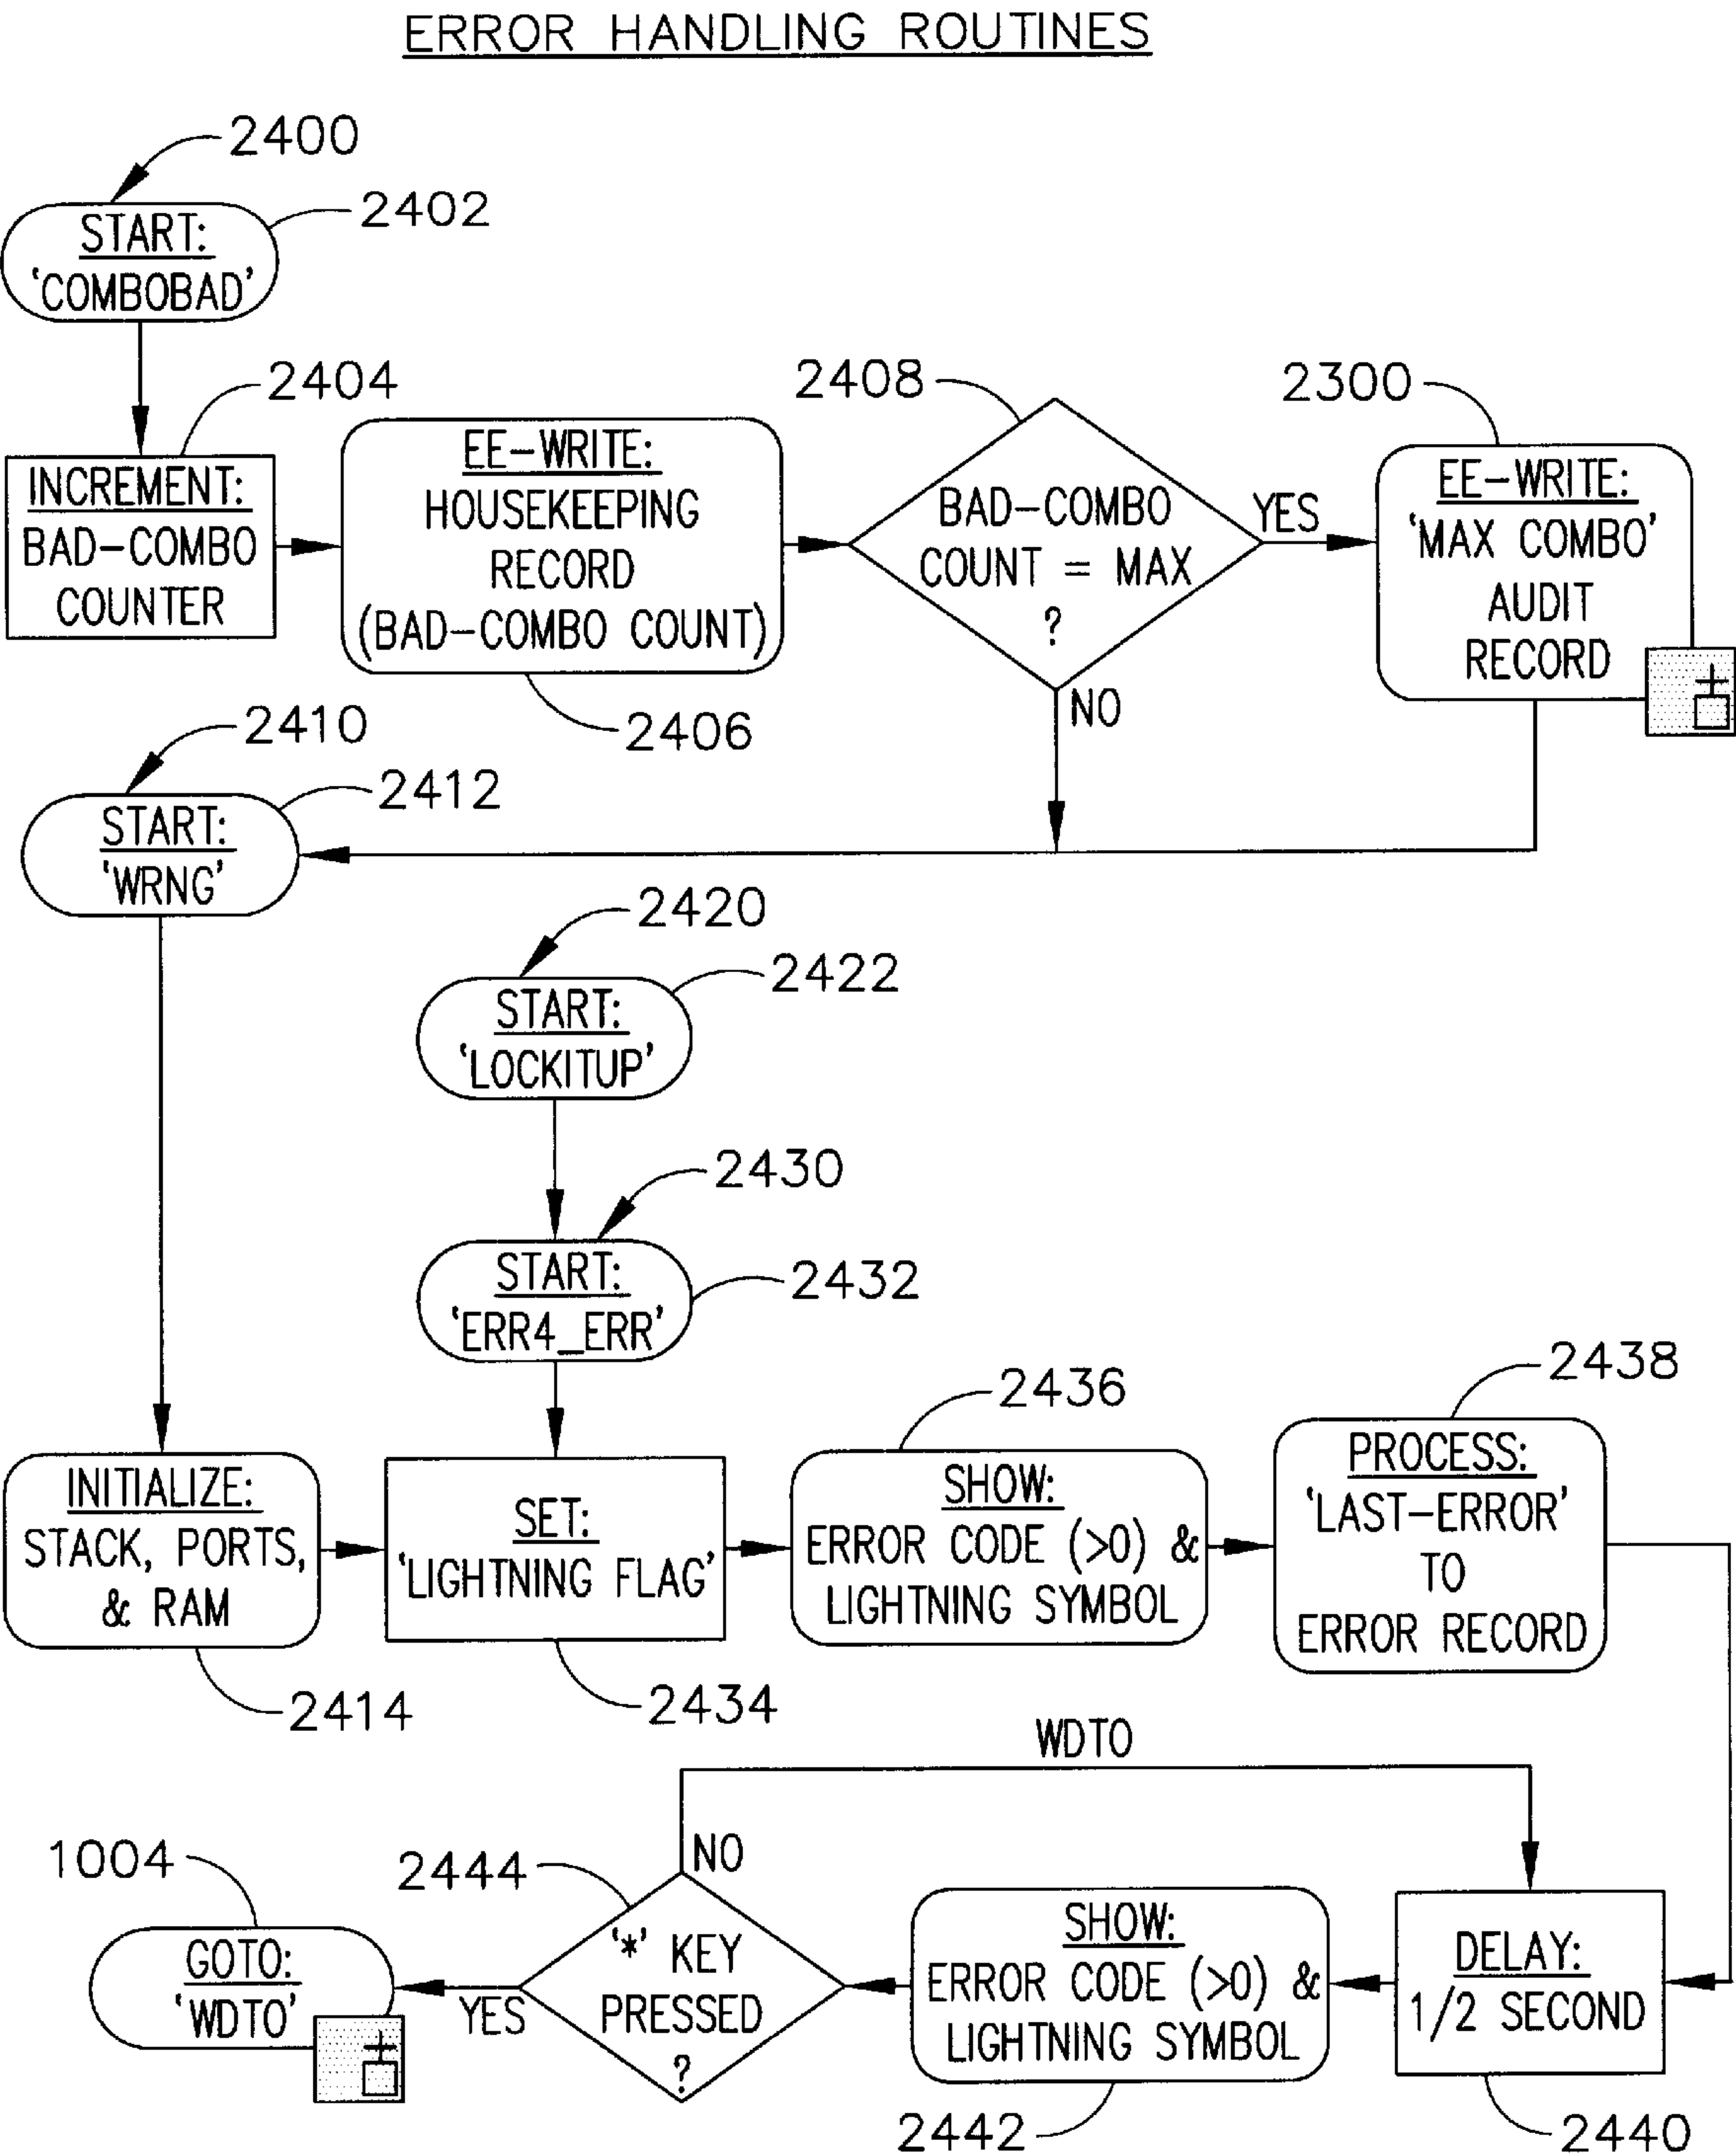 ERROR HANDLING ROUTINES
2400
2402
START:
'COMBOBAD'
2404
INCREMENT:
BAD-COMBO
COUNTER
EE-WRITE:
HOUSEKEEPING
RECORD
(BAD-COMBO COUNT)
2406
2408
BAD-COMBO
COUNT = MAX
?
YES
NO
2300
EE-WRITE:
'MAX COMBO'
AUDIT
RECORD
2410
2412
START:
'WRNG'
2420
2422
START:
'LOCKITUP'
2430
2432
START:
'ERR4_ERR'
INITIALIZE:
STACK, PORTS,
& RAM
2414
SET:
'LIGHTNING FLAG'
2434
2436
SHOW:
ERROR CODE (>0) &
LIGHTNING SYMBOL
2438
PROCESS:
'LAST-ERROR'
TO
ERROR RECORD
WDTO
1004
GOTO:
'WDTO'
YES
2444
NO
'*' KEY
PRESSED
?
SHOW:
ERROR CODE (>0) &
LIGHTNING SYMBOL
2442
DELAY:
1/2 SECOND
2440